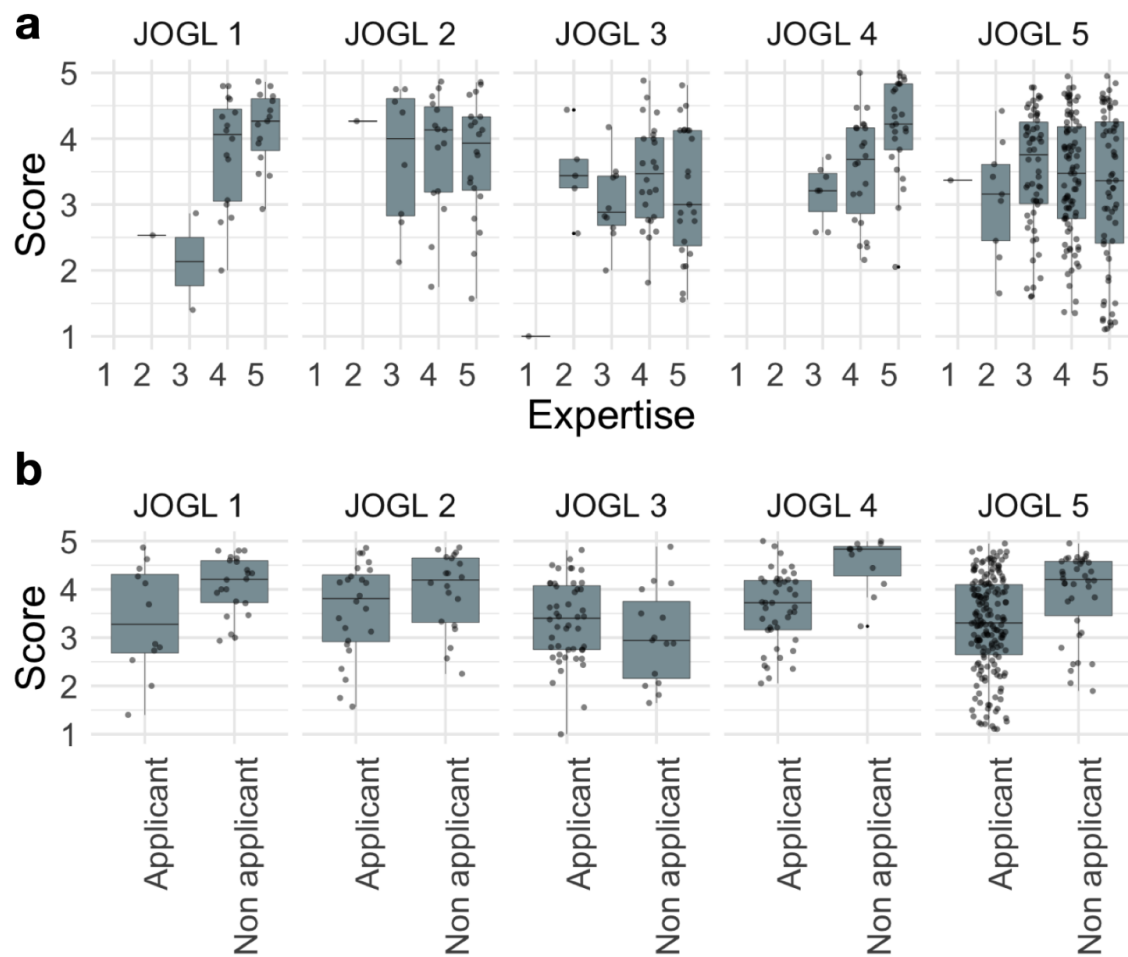 a
JOGL 1 JOGL 2 JOGL 3 JOGL 4 JOGL 5
Score
5
4
3
2
1
1 2 3 4 5 1 2 3 4 5 1 2 3 4 5 1 2 3 4 5 1 2 3 4 5
Expertise
b
JOGL 1 JOGL 2 JOGL 3 JOGL 4 JOGL 5
Score
5
4
3
2
1
Applicant Non applicant Applicant Non applicant Applicant Non applicant Applicant Non applicant Applicant Non applicant